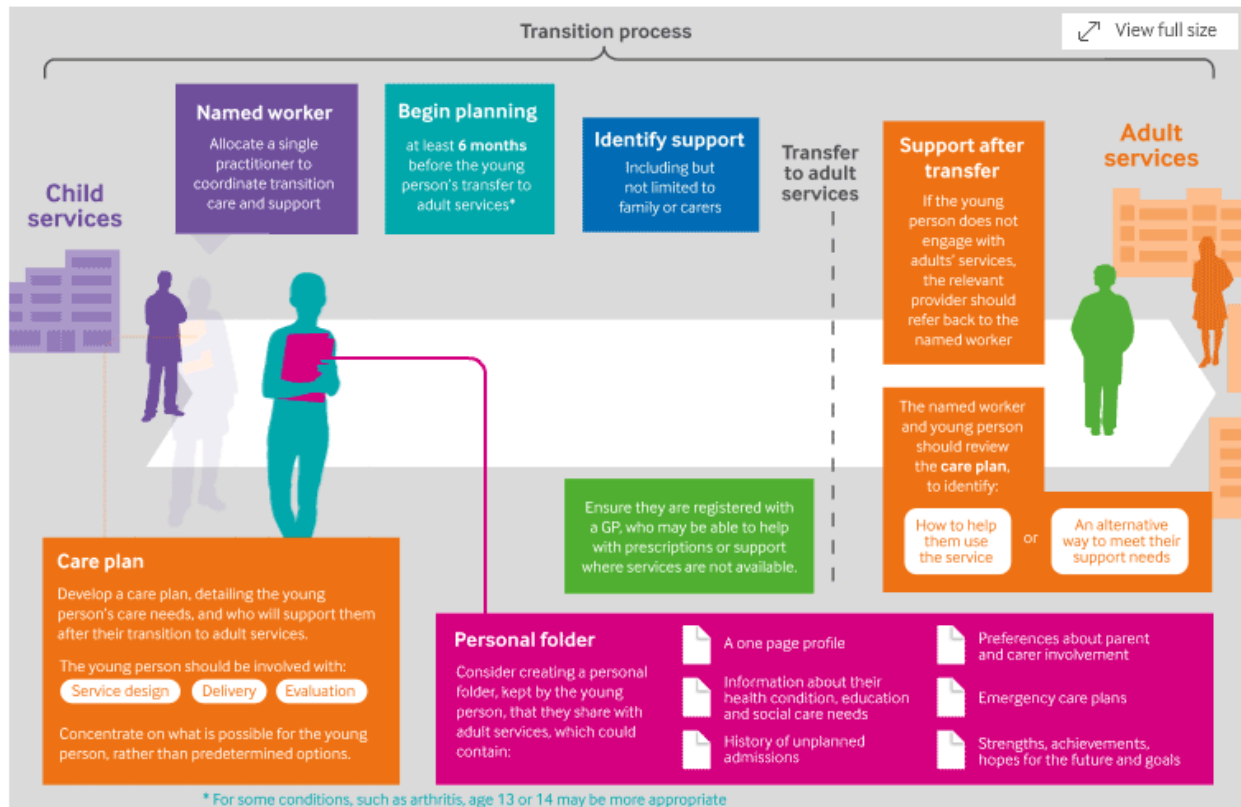 Transition process
View full size
Child
services
Named worker
Allocate a single
practitioner to
coordinate transition
care and support
Begin planning
at least 6 months
before the young
person's transfer to
adult services*
Identify support
Including but
not limited to
family or carers
Transfer
to adult
services
Support after
transfer
If the young
person does not
engage with
adults' services,
the relevant
provider should
refer back to the
named worker
Adult
services
The named worker
and young person
should review
the care plan,
to identify:
How to help
them use
the service
or
An alternative
way to meet their
support needs
Ensure they are registered with
a GP, who may be able to help
with prescriptions or support
where services are not available.
Care plan
Develop a care plan, detailing the young
person's care needs, and who will support them
after their transition to adult services.
The young person should be involved with:
Service design
Delivery
Evaluation
Concentrate on what is possible for the young
person, rather than predetermined options.
Personal folder
Consider creating a personal
folder, kept by the young
person, that they share with
adult services, which could
contain:
A one page profile
Information about their
health condition, education
and social care needs
History of unplanned
admissions
Preferences about parent
and carer involvement
Emergency care plans
Strengths, achievements,
hopes for the future and goals
* For some conditions, such as arthritis, age 13 or 14 may be more appropriate